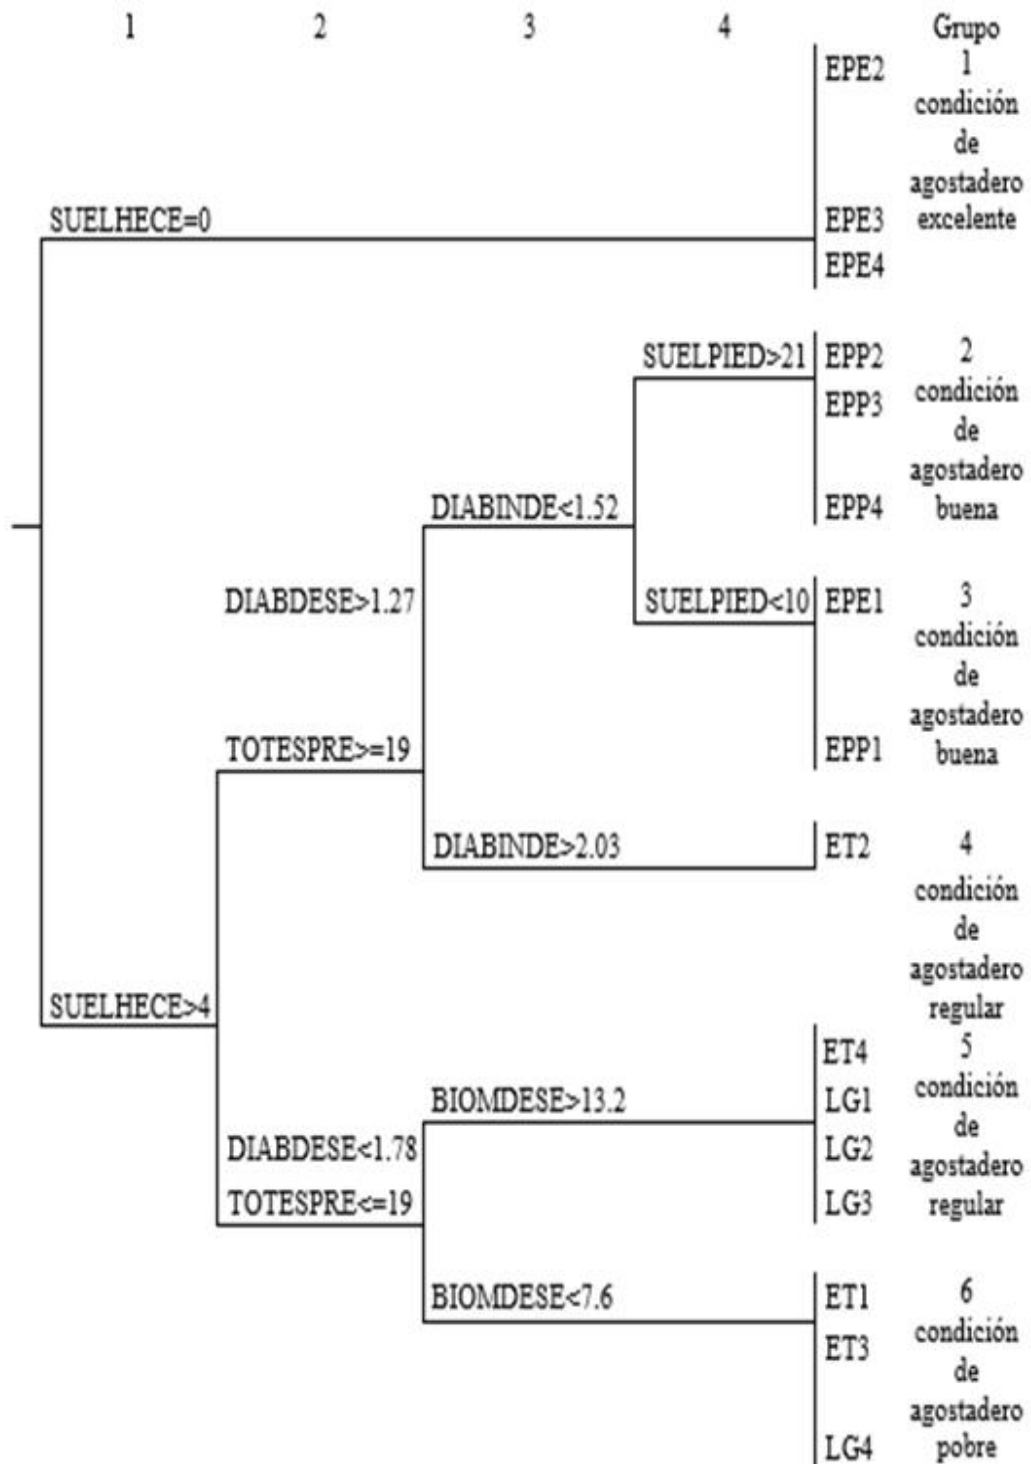 1 2 3 4 Grupo
EPE2 1
condición
de
agostadero
SUELHECE=0 EPE3 excelente
EPE4
SUELPIED>21 EPP2 2
condición
EPP3
de
agostadero
DIABINDE<1.52 EPP4 buena
DIABDESE>1.27 SUELPIED<10 EPE1 3
condición
de
agostadero
TOTESPRE>=19 EPP1 buena
DIABINDE>2.03 ET2 4
condición
de
agostadero
SUELHECE>4 regular
ET4 5
condición
BIOMDESE>13.2 LG1
de
DIABDESE<1.78 LG2
agostadero
TOTESPRE<=19 LG3 regular
BIOMDESE<7.6 ET1 6
condición
ET3
de
agostadero
LG4 pobre